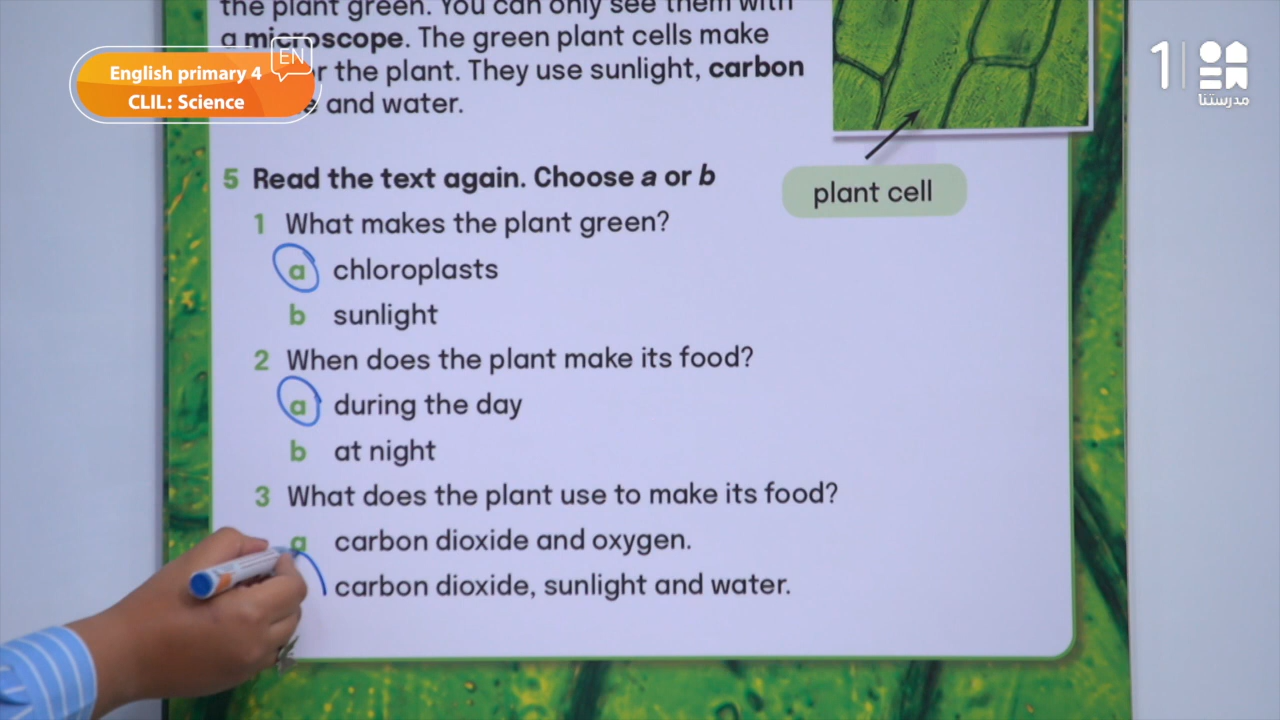 the plant green. You can only see them with
a microscope. The green plant cells make
the plant. They use sunlight, carbon
and water.
English primary 4
EN
CLIL: Science
1
مدرستنا
plant cell
5 Read the text again. Choose a or b
1 What makes the plant green?
a chloroplasts
b sunlight
2 When does the plant make its food?
a during the day
b at night
3 What does the plant use to make its food?
a carbon dioxide and oxygen.
carbon dioxide, sunlight and water.